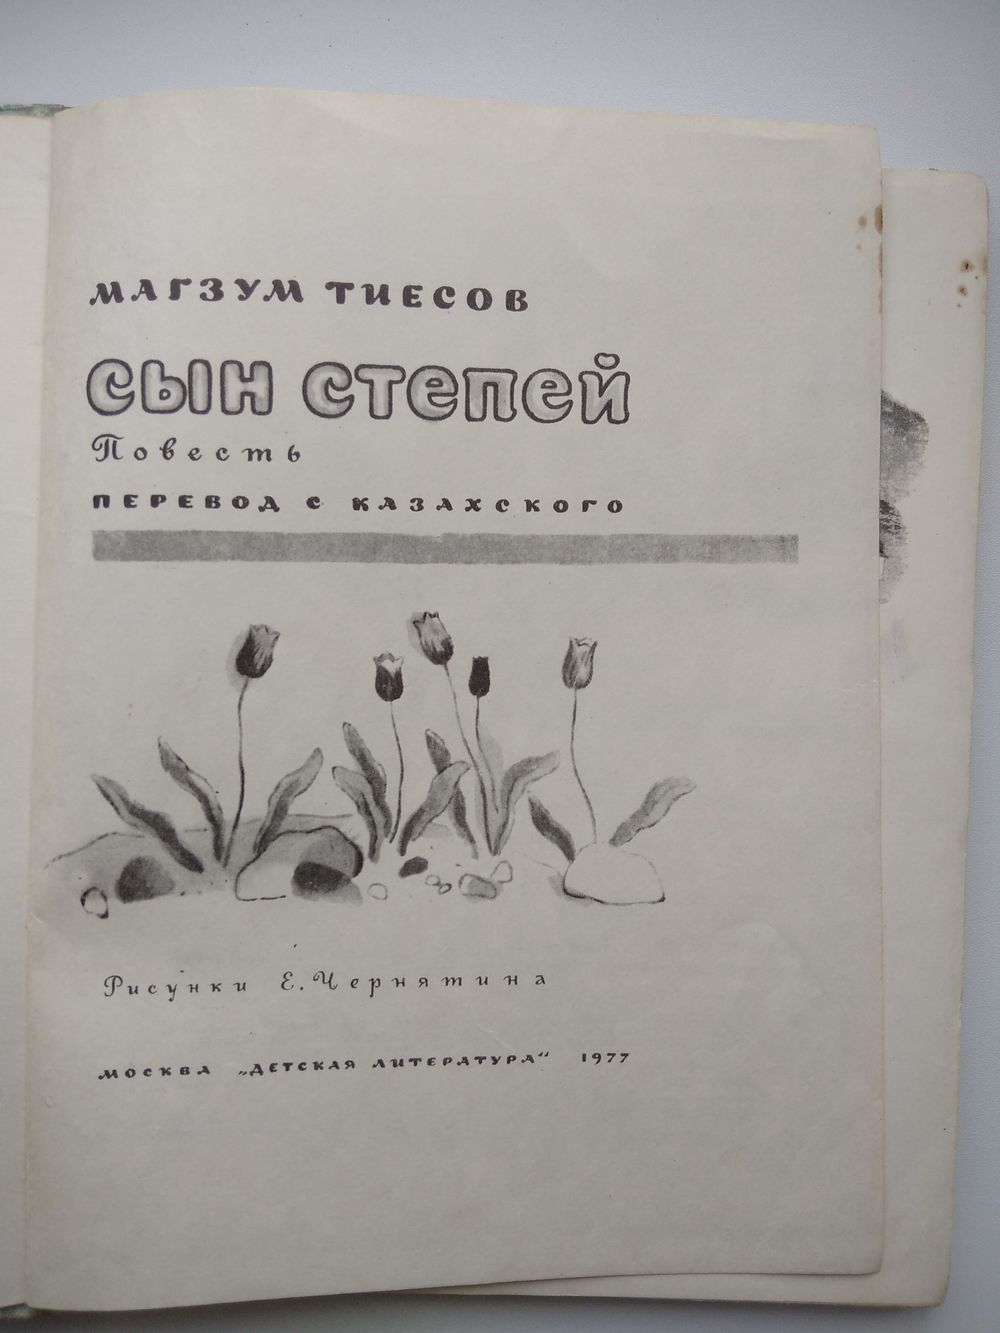 МАГЗУМ ТИЕСОВ
СЫН СТЕПЕЙ
Повесть
ПЕРЕВОД С КАЗАХСКОГО
Рисунки Е. Чернятина
МОСКВА „ДЕТСКАЯ ЛИТЕРАТУРА“ 1977